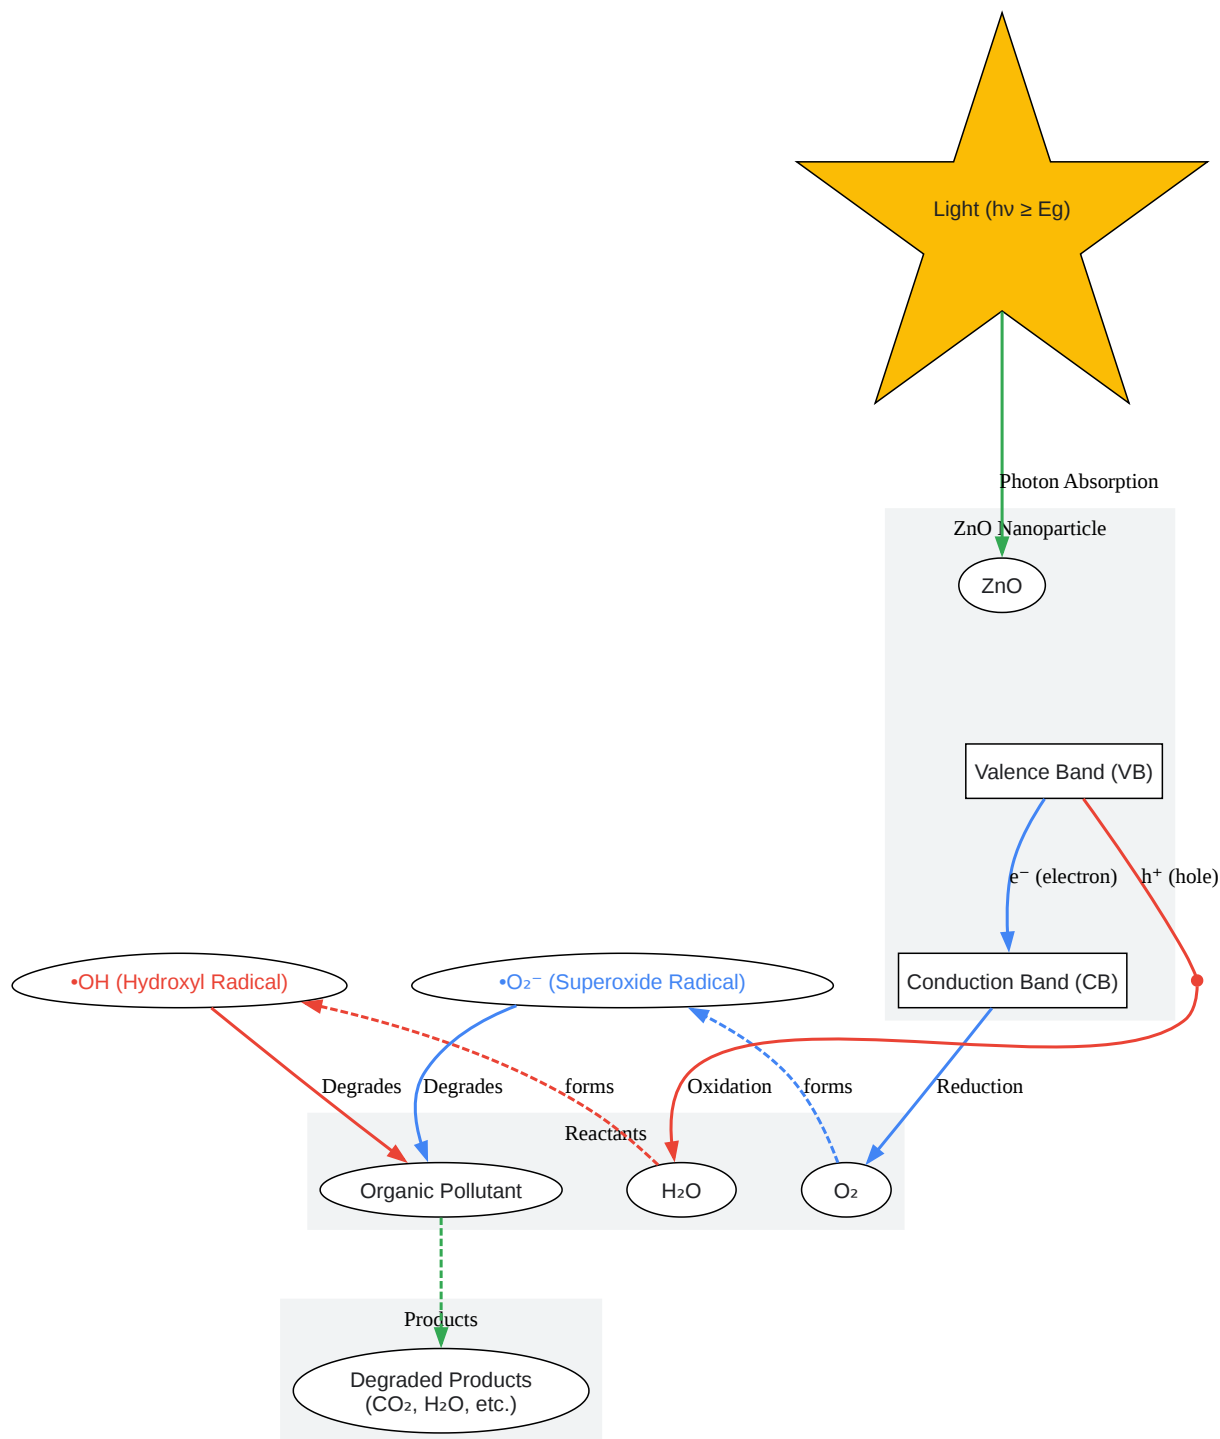 Light (hν ≥ Eg)
Photon Absorption
ZnO Nanoparticle
ZnO
Valence Band (VB)
e⁻ (electron)
h⁺ (hole)
•OH (Hydroxyl Radical)
•O₂⁻ (Superoxide Radical)
Conduction Band (CB)
Degrades
Degrades
forms
Oxidation
forms
Reduction
Reactants
Organic Pollutant
H₂O
O₂
Products
Degraded Products
(CO₂, H₂O, etc.)